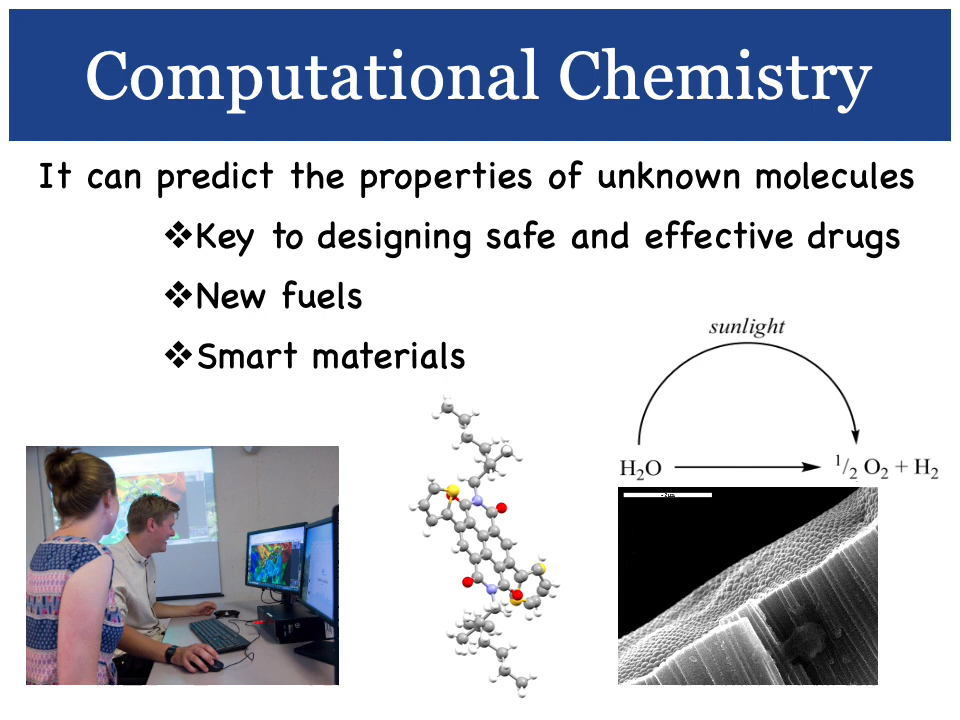 Computational Chemistry
It can predict the properties of unknown molecules
❖Key to designing safe and effective drugs
❖New fuels
❖Smart materials
sunlight
H₂O ⟶ ¹/₂ O₂ + H₂